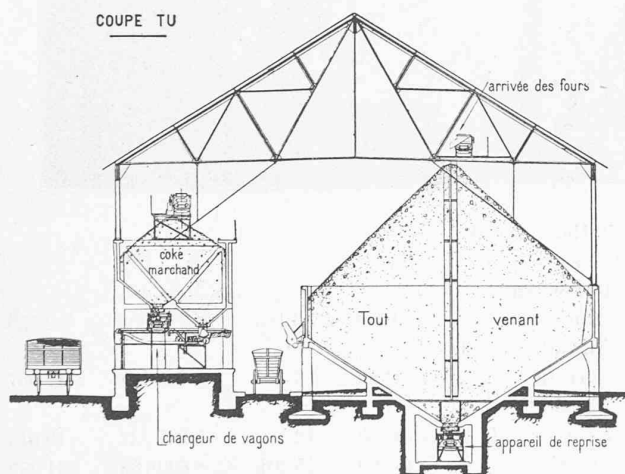 COUPE TU
arrivée des fours
coke
marchand
Tout venant
chargeur de vagons
appareil de reprise